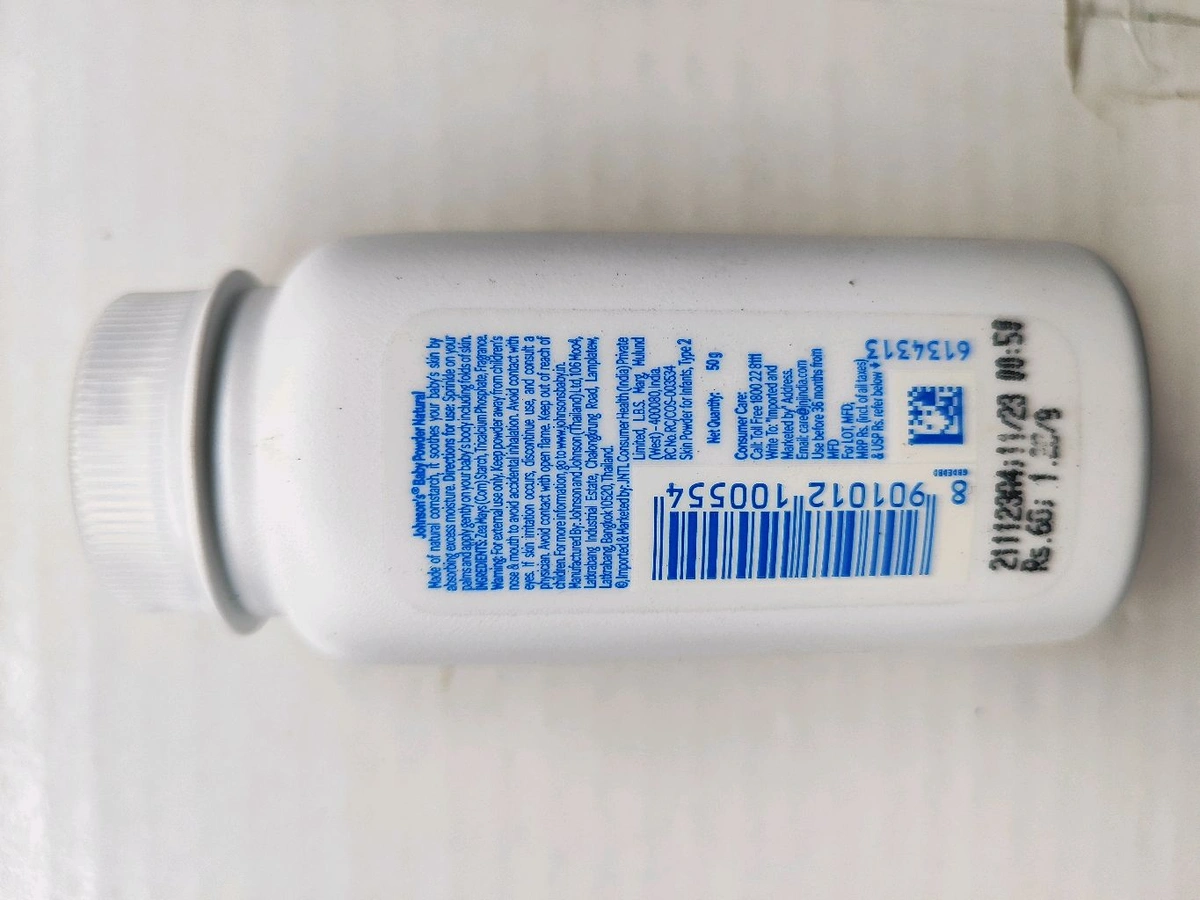 Johnson's® Baby Powder Natural
Made of natural cornstarch, it soothes your baby's skin by
absorbing excess moisture. Directions for use: Sprinkle on your
palms and apply gently on your baby's body including folds of skin.
INGREDIENTS: Zea Mays (Corn) Starch, Tricalcium Phosphate, Fragrance.
Warning: For external use only. Keep powder away from children's
nose & mouth to avoid accidental inhalation. Avoid contact with
eyes. If skin irritation occurs, discontinue use, and consult a
physician. Avoid contact with open flame. Keep out of reach of
children. For more information, go to www.johnsonsbaby.in.
Manufactured By: Johnson and Johnson (Thailand) Ltd, 106 Moo 4,
Latkrabang Industrial Estate, Chalongkrung Road, Lamplatew,
Latkrabang, Bangkok 10520, Thailand.
Imported & Marketed by, JNTL Consumer Health (India) Private
Limited, L.B.S. Marg, Mulund
(West) - 400080, India.
RC No. RC/COS-003534
Skin Powder for Infants, Type 2
Net Quantity: 50 g
Consumer Care:
Call: Toll Free 1800 22 8111
Write To: 'Imported and
Marketed by' Address.
Email: care@jnjindia.com
Use before 36 months from
MFD
For LOT, MFD,
MRP Rs. (incl. of all taxes)
& USP Rs. refer below
8 901012 100554
6134313
21112304; 11/23 00:50
Rs.60; 1.20/g